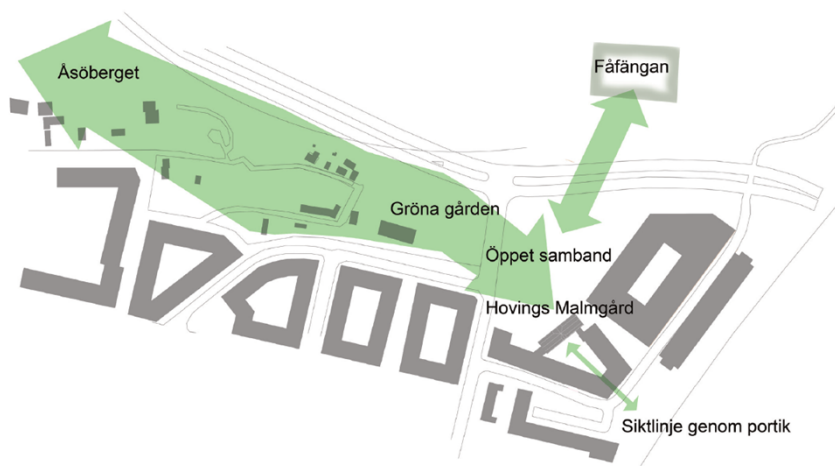 Åsöberget
Fåfängan
Gröna gården
Öppet samband
Hovings Malmgård
Siktlinje genom portik